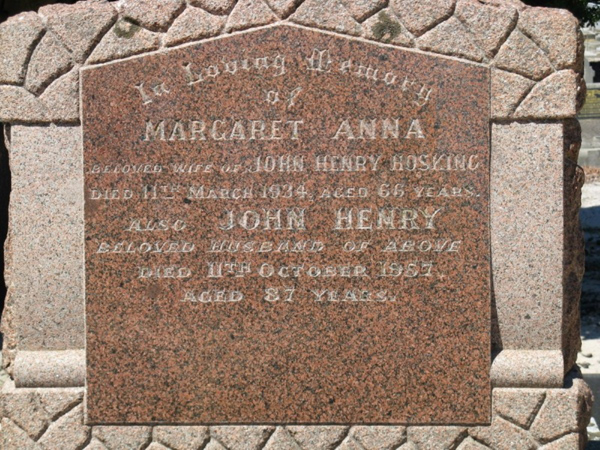 In Loving Memory
of
MARGARET ANNA
BELOVED WIFE OF JOHN HENRY HOSKING
DIED 11TH MARCH 1934, AGED 66 YEARS.
ALSO JOHN HENRY
BELOVED HUSBAND OF ABOVE
DIED 11TH OCTOBER 1957.
AGED 87 YEARS.